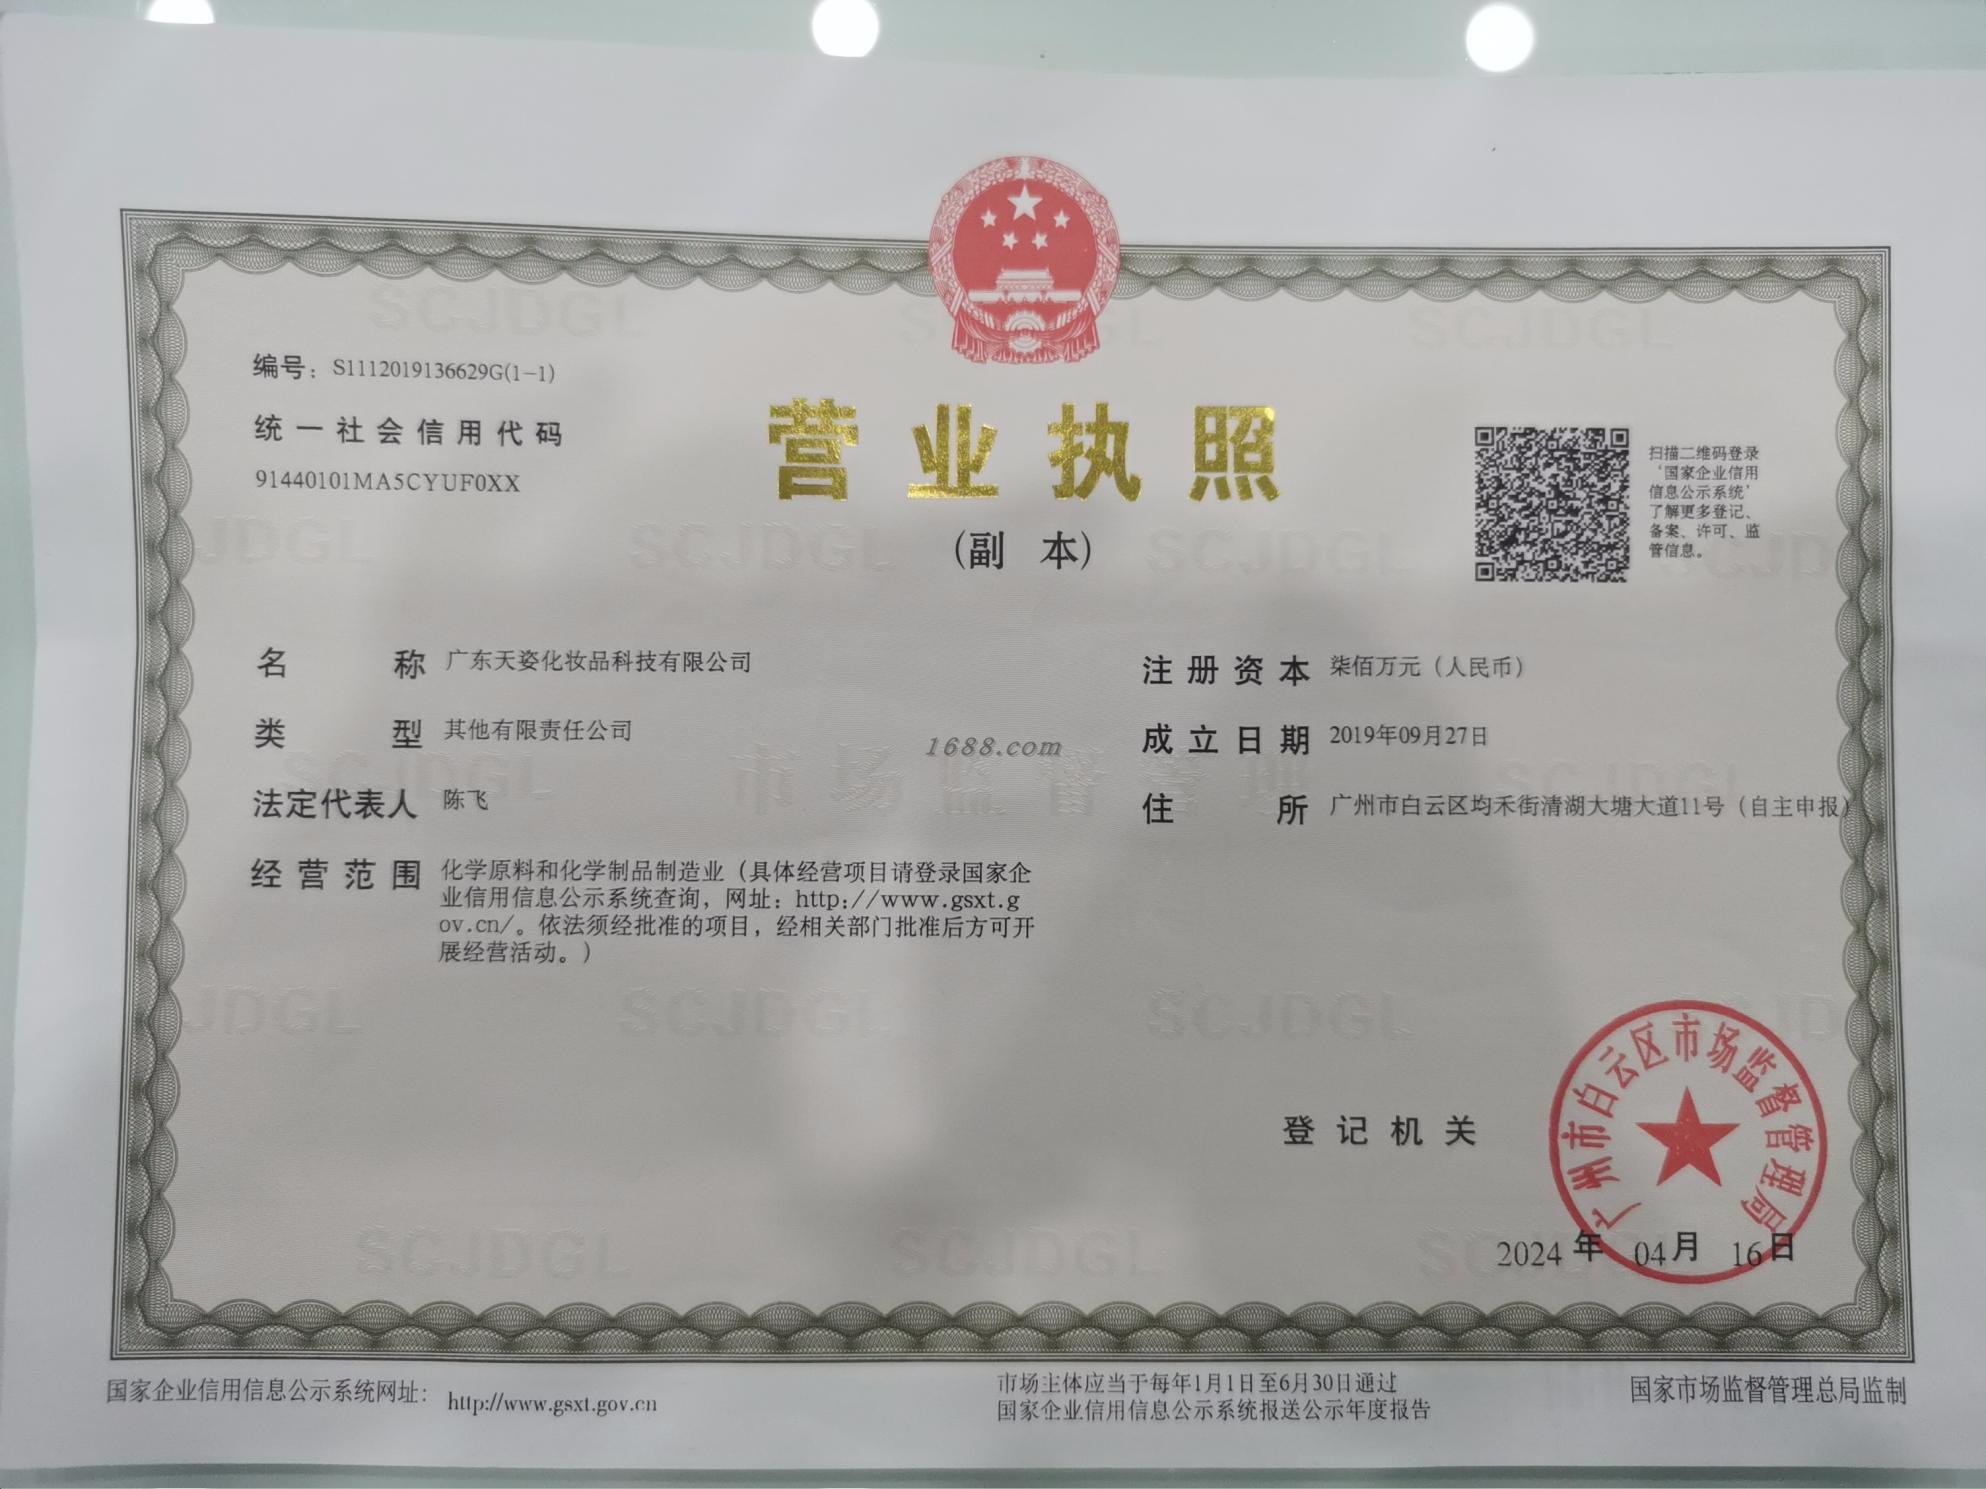 编号：S1112019136629G(1-1)
统一社会信用代码
91440101MA5CYUF0XX
营业执照
（副 本）
扫描二维码登录
‘国家企业信用
信息公示系统’
了解更多登记、
备案、许可、监
管信息。
名 称 广东天姿化妆品科技有限公司
类 型 其他有限责任公司
法定代表人 陈飞
经营范围 化学原料和化学制品制造业（具体经营项目请登录国家企
业信用信息公示系统查询，网址：http://www.gsxt.g
ov.cn/。依法须经批准的项目，经相关部门批准后方可开
展经营活动。）
注册资本 柒佰万元（人民币）
成立日期 2019年09月27日
住 所 广州市白云区均禾街清湖大塘大道11号（自主申报）
1688.com
市场监督管理
SCJDGL
登记机关
广州市白云区市场监督管理局
2024 年 04月 16日
国家企业信用信息公示系统网址：http://www.gsxt.gov.cn
市场主体应当于每年1月1日至6月30日通过
国家企业信用信息公示系统报送公示年度报告
国家市场监督管理总局监制